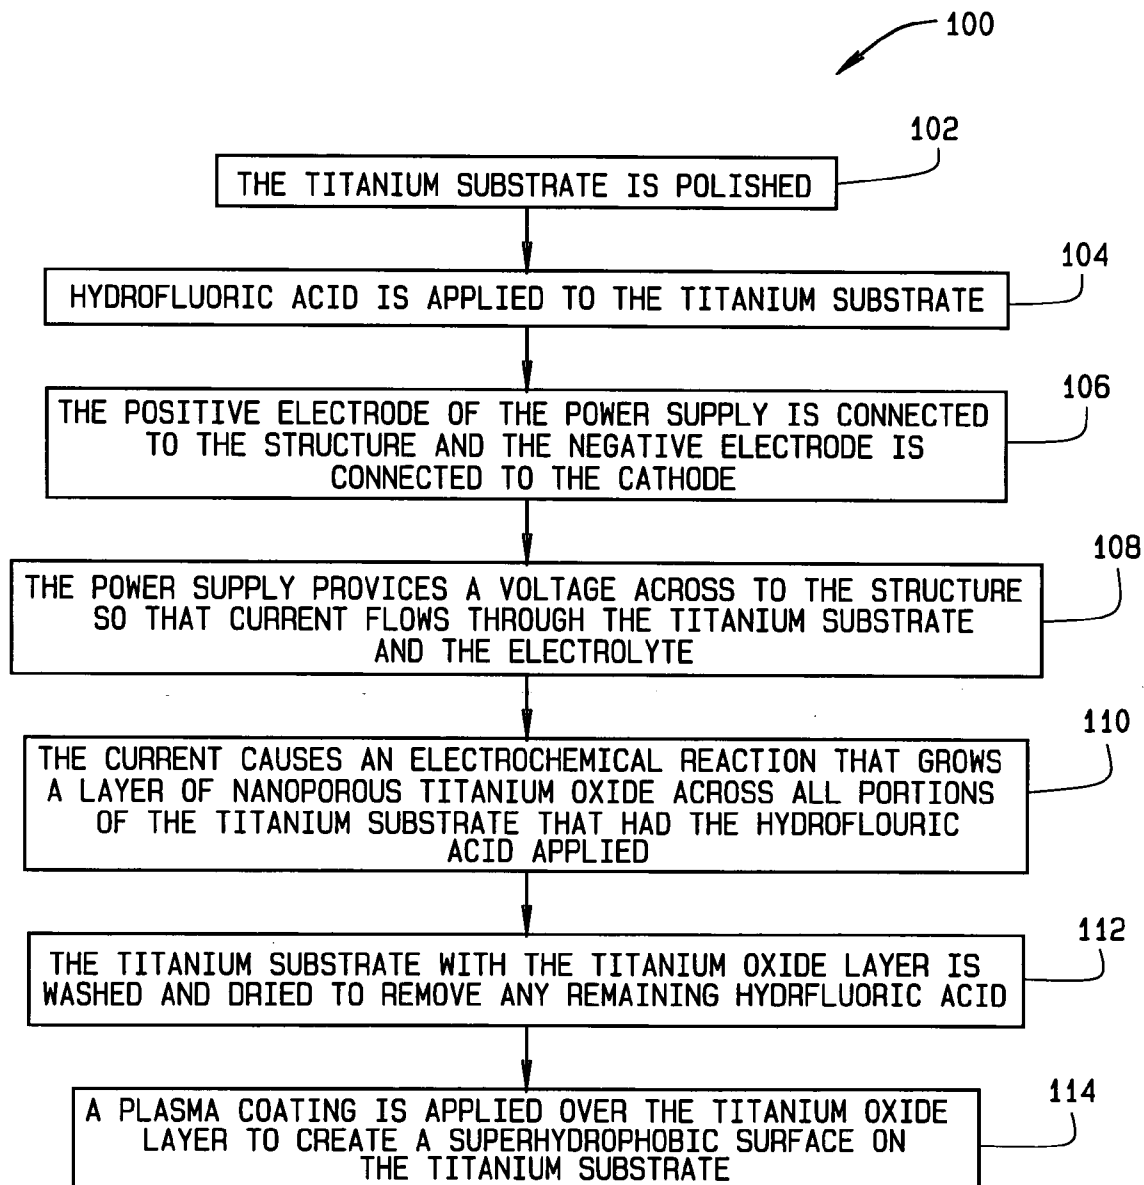 100
102
THE TITANIUM SUBSTRATE IS POLISHED
104
HYDROFLUORIC ACID IS APPLIED TO THE TITANIUM SUBSTRATE
106
THE POSITIVE ELECTRODE OF THE POWER SUPPLY IS CONNECTED
TO THE STRUCTURE AND THE NEGATIVE ELECTRODE IS
CONNECTED TO THE CATHODE
108
THE POWER SUPPLY PROVICES A VOLTAGE ACROSS TO THE STRUCTURE
SO THAT CURRENT FLOWS THROUGH THE TITANIUM SUBSTRATE
AND THE ELECTROLYTE
110
THE CURRENT CAUSES AN ELECTROCHEMICAL REACTION THAT GROWS
A LAYER OF NANOPOROUS TITANIUM OXIDE ACROSS ALL PORTIONS
OF THE TITANIUM SUBSTRATE THAT HAD THE HYDROFLOURIC
ACID APPLIED
112
THE TITANIUM SUBSTRATE WITH THE TITANIUM OXIDE LAYER IS
WASHED AND DRIED TO REMOVE ANY REMAINING HYDRFLUORIC ACID
114
A PLASMA COATING IS APPLIED OVER THE TITANIUM OXIDE
LAYER TO CREATE A SUPERHYDROPHOBIC SURFACE ON
THE TITANIUM SUBSTRATE